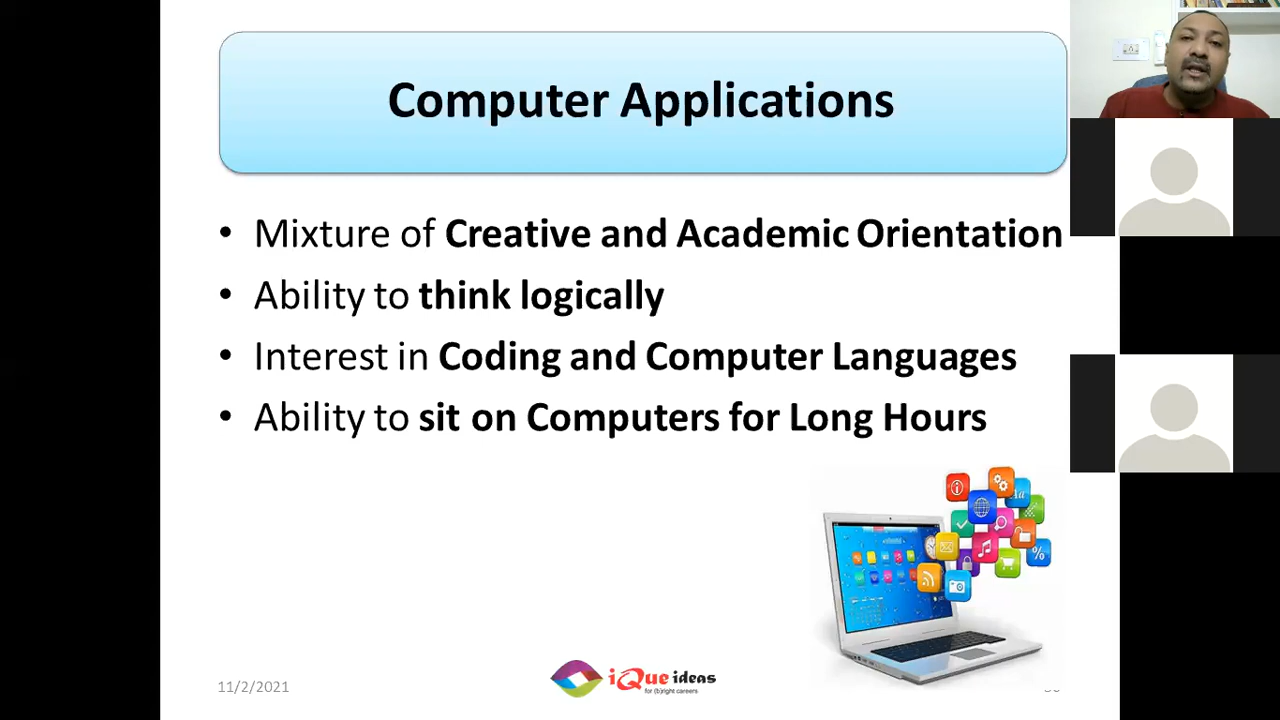 Computer Applications
• Mixture of Creative and Academic Orientation
• Ability to think logically
• Interest in Coding and Computer Languages
• Ability to sit on Computers for Long Hours
Aa
%
11/2/2021
iQue ideas
for (b)right careers